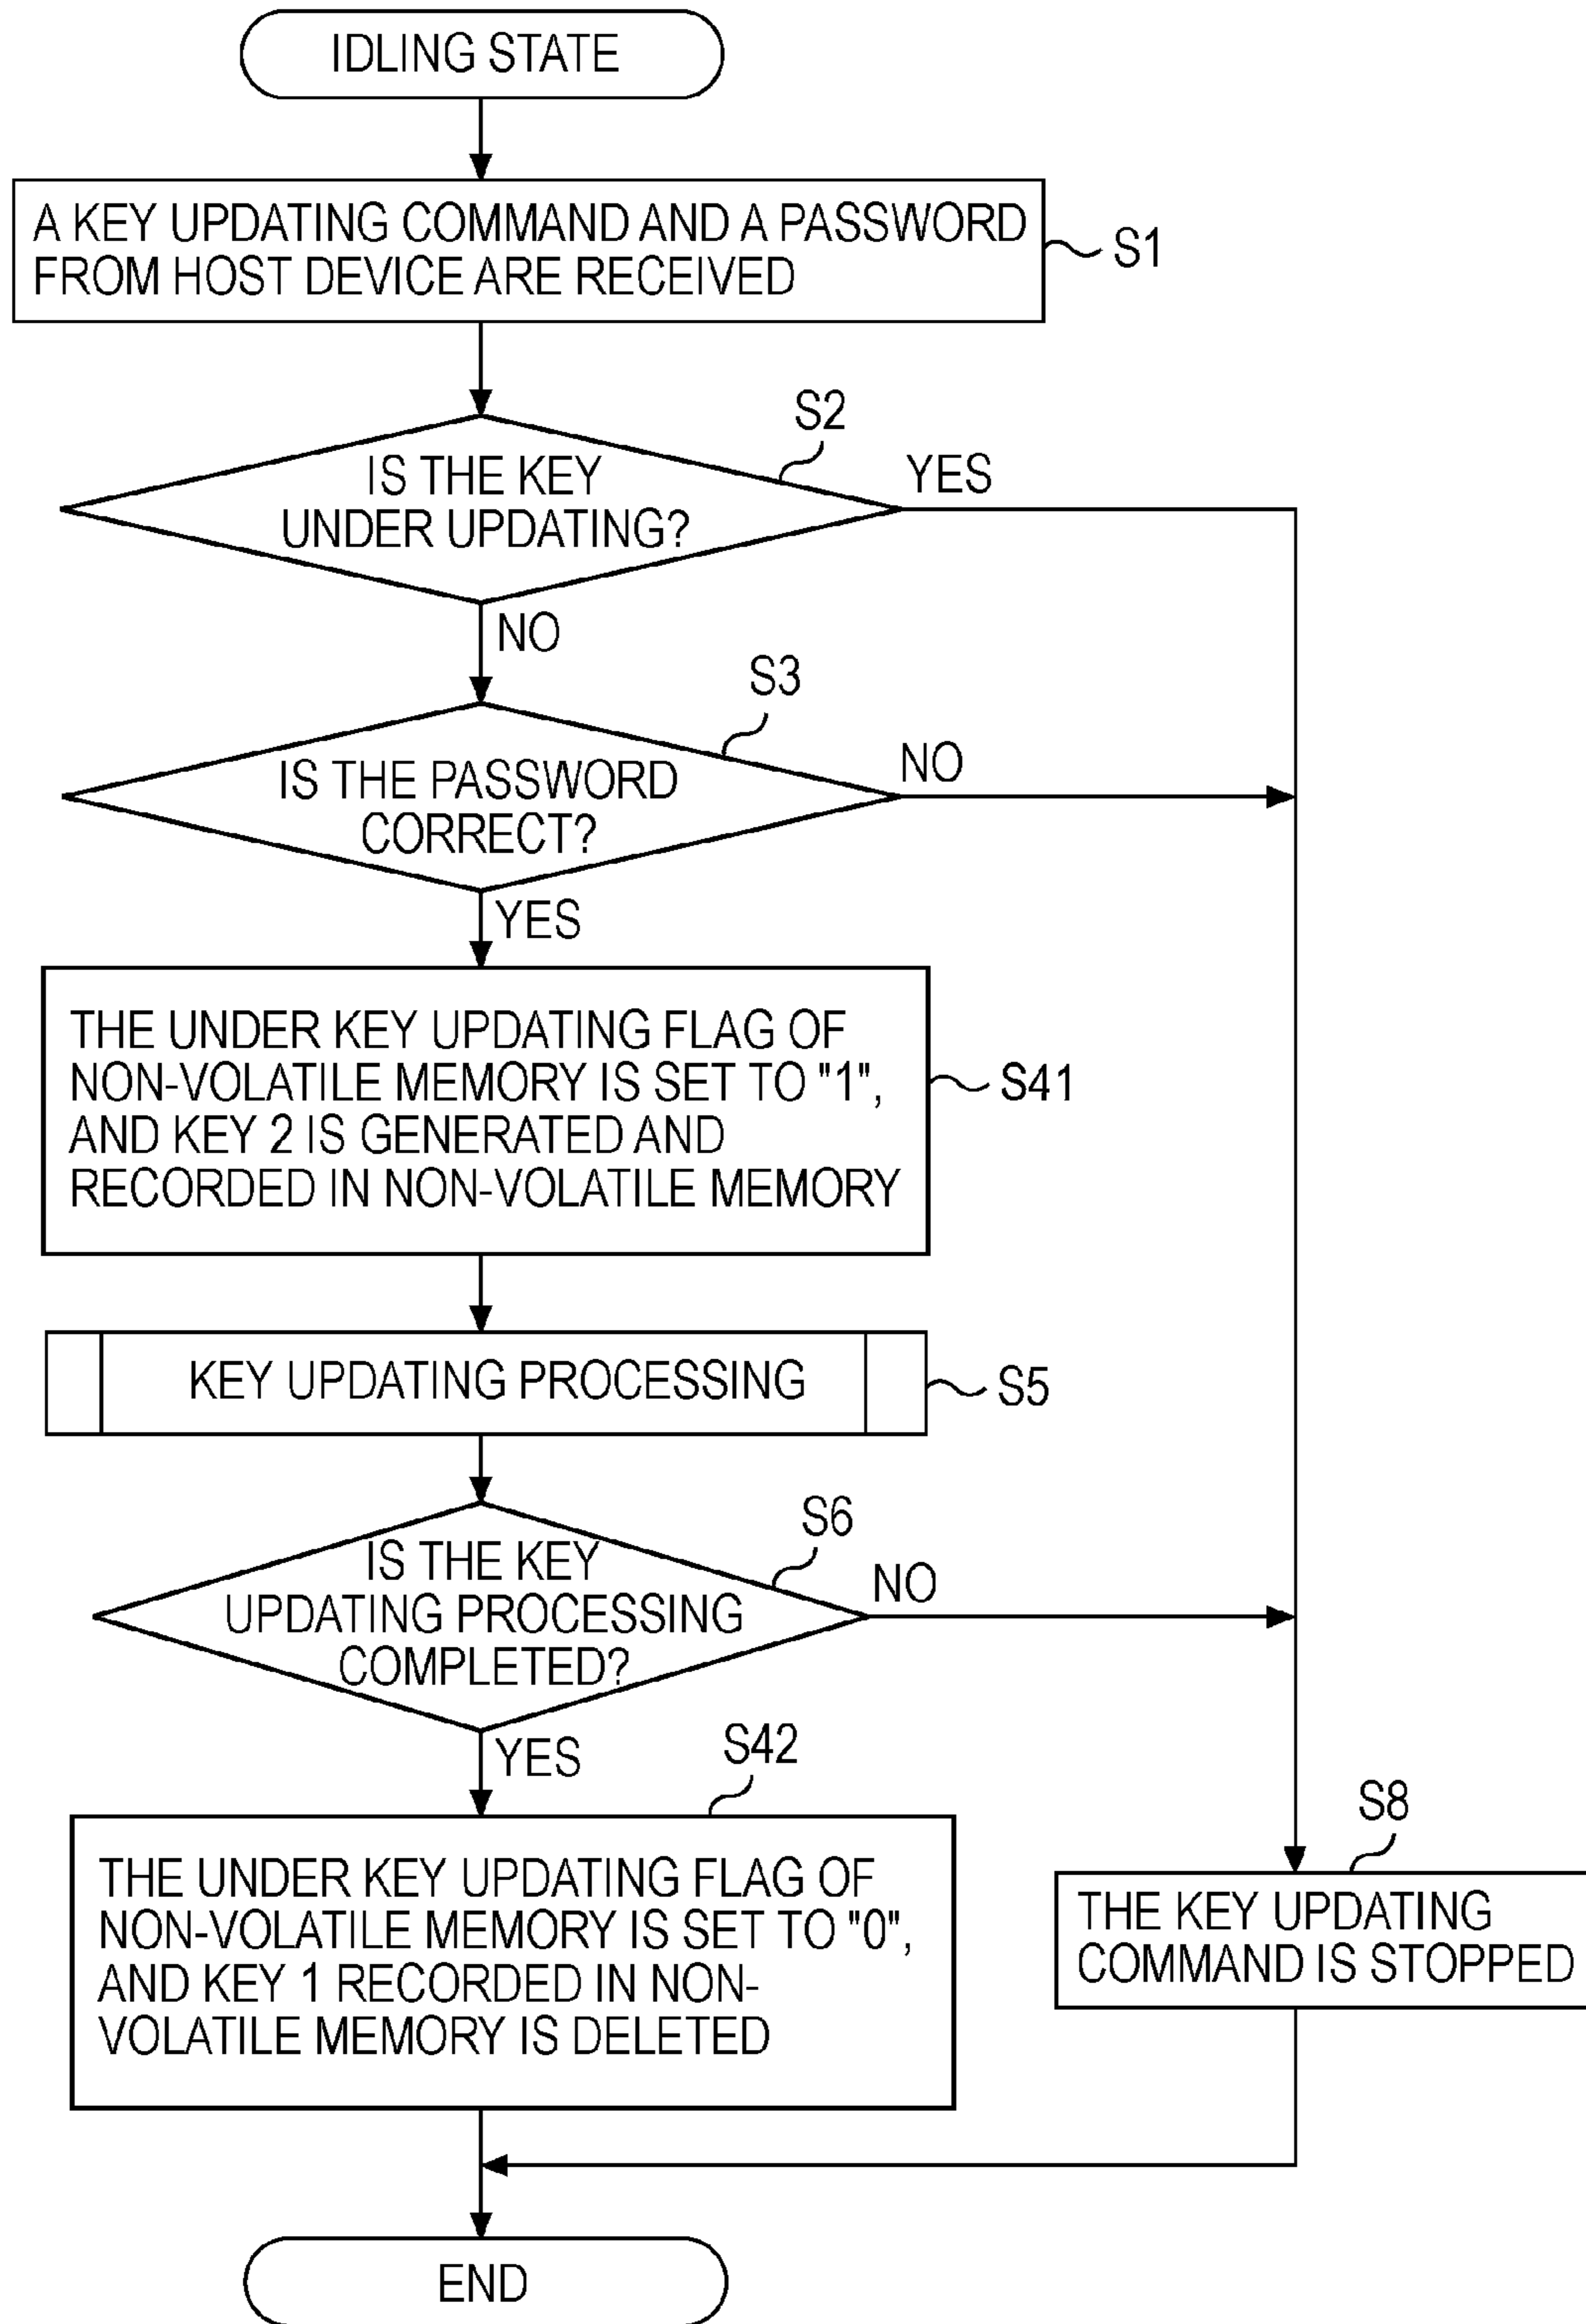 IDLING STATE
A KEY UPDATING COMMAND AND A PASSWORD
FROM HOST DEVICE ARE RECEIVED
S1
S2
IS THE KEY
UNDER UPDATING?
YES
NO
S3
IS THE PASSWORD
CORRECT?
NO
YES
THE UNDER KEY UPDATING FLAG OF
NON-VOLATILE MEMORY IS SET TO "1",
AND KEY 2 IS GENERATED AND
RECORDED IN NON-VOLATILE MEMORY
S41
KEY UPDATING PROCESSING
S5
S6
IS THE KEY
UPDATING PROCESSING
COMPLETED?
NO
YES
S42
THE UNDER KEY UPDATING FLAG OF
NON-VOLATILE MEMORY IS SET TO "0",
AND KEY 1 RECORDED IN NON-
VOLATILE MEMORY IS DELETED
S8
THE KEY UPDATING
COMMAND IS STOPPED
END